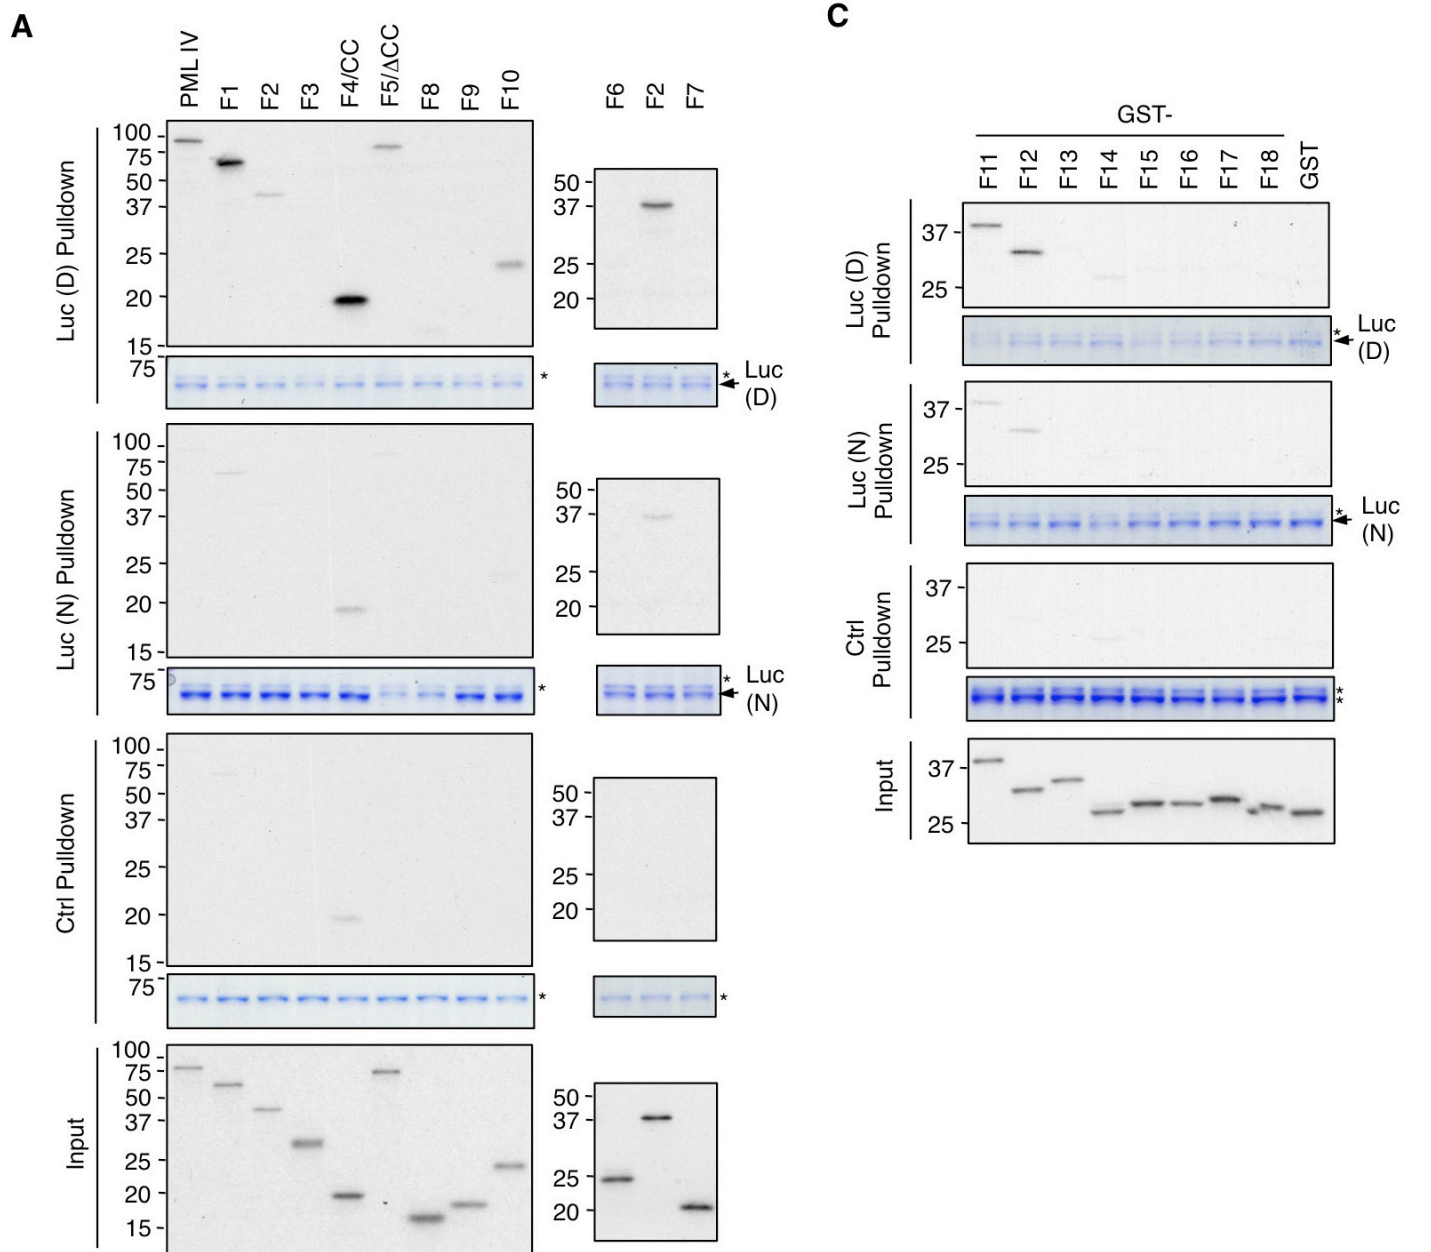 A
PML IV
F1
F2
F3
F4/CC
F5/ΔCC
F8
F9
F10
F6
F2
F7
Luc (D) Pulldown
100
75
50
37
25
20
15
75
*
50
37
25
20
*
Luc
(D)
Luc (N) Pulldown
100
75
50
37
25
20
15
75
*
50
37
25
20
*
Luc
(N)
Ctrl Pulldown
100
75
50
37
25
20
15
75
*
50
37
25
20
*
Input
100
75
50
37
25
20
15
50
37
25
20
C
GST-
F11
F12
F13
F14
F15
F16
F17
F18
GST
Luc (D)
Pulldown
37
25
*
Luc
(D)
Luc (N)
Pulldown
37
25
*
Luc
(N)
Ctrl
Pulldown
37
25
*
*
Input
37
25